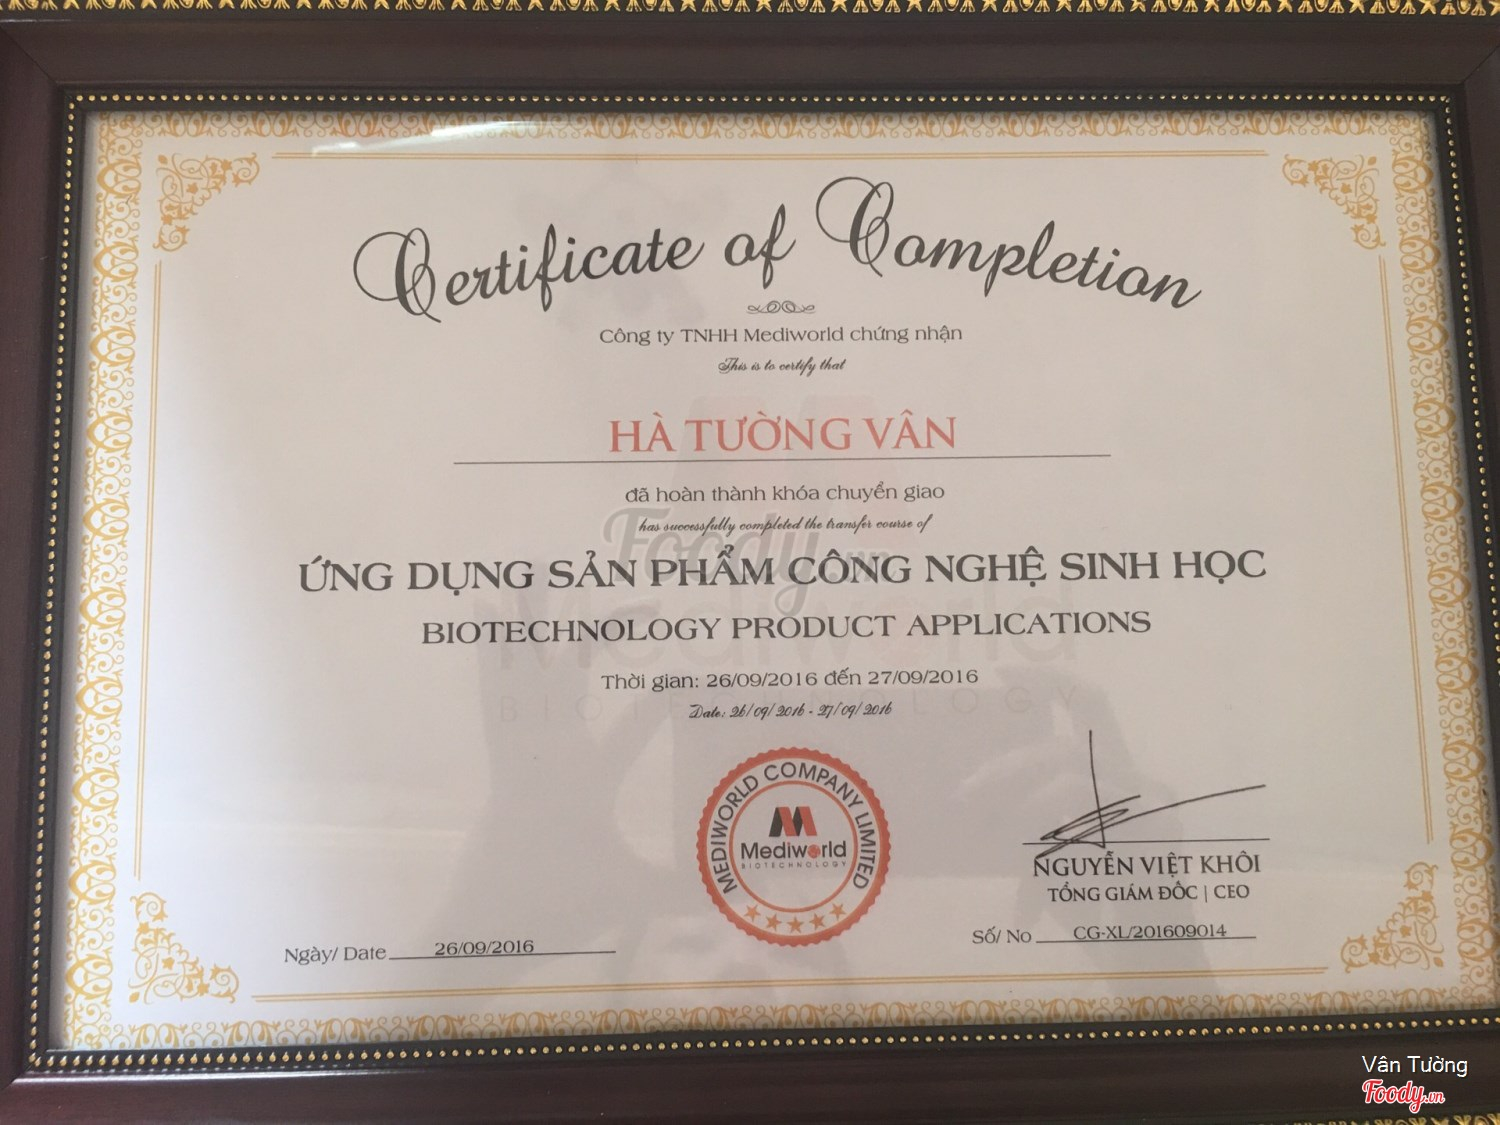 Certificate of Completion
Công ty TNHH Mediworld chứng nhận
This is to certify that
HÀ TƯỜNG VÂN
đã hoàn thành khóa chuyển giao
has successfully completed the transfer course of
Foody.vn
ỨNG DỤNG SẢN PHẨM CÔNG NGHỆ SINH HỌC
Mediworld
BIOTECHNOLOGY PRODUCT APPLICATIONS
Thời gian: 26/09/2016 đến 27/09/2016
BIOTECHNOLOGY
Date: 26/09/2016 - 27/09/2016
MEDIWORLD COMPANY LIMITED
Mediworld
BIOTECHNOLOGY
NGUYỄN VIỆT KHÔI
TỔNG GIÁM ĐỐC | CEO
Ngày/ Date 26/09/2016
Số/ No CG-XL/201609014
Vân Tường
Foody.vn